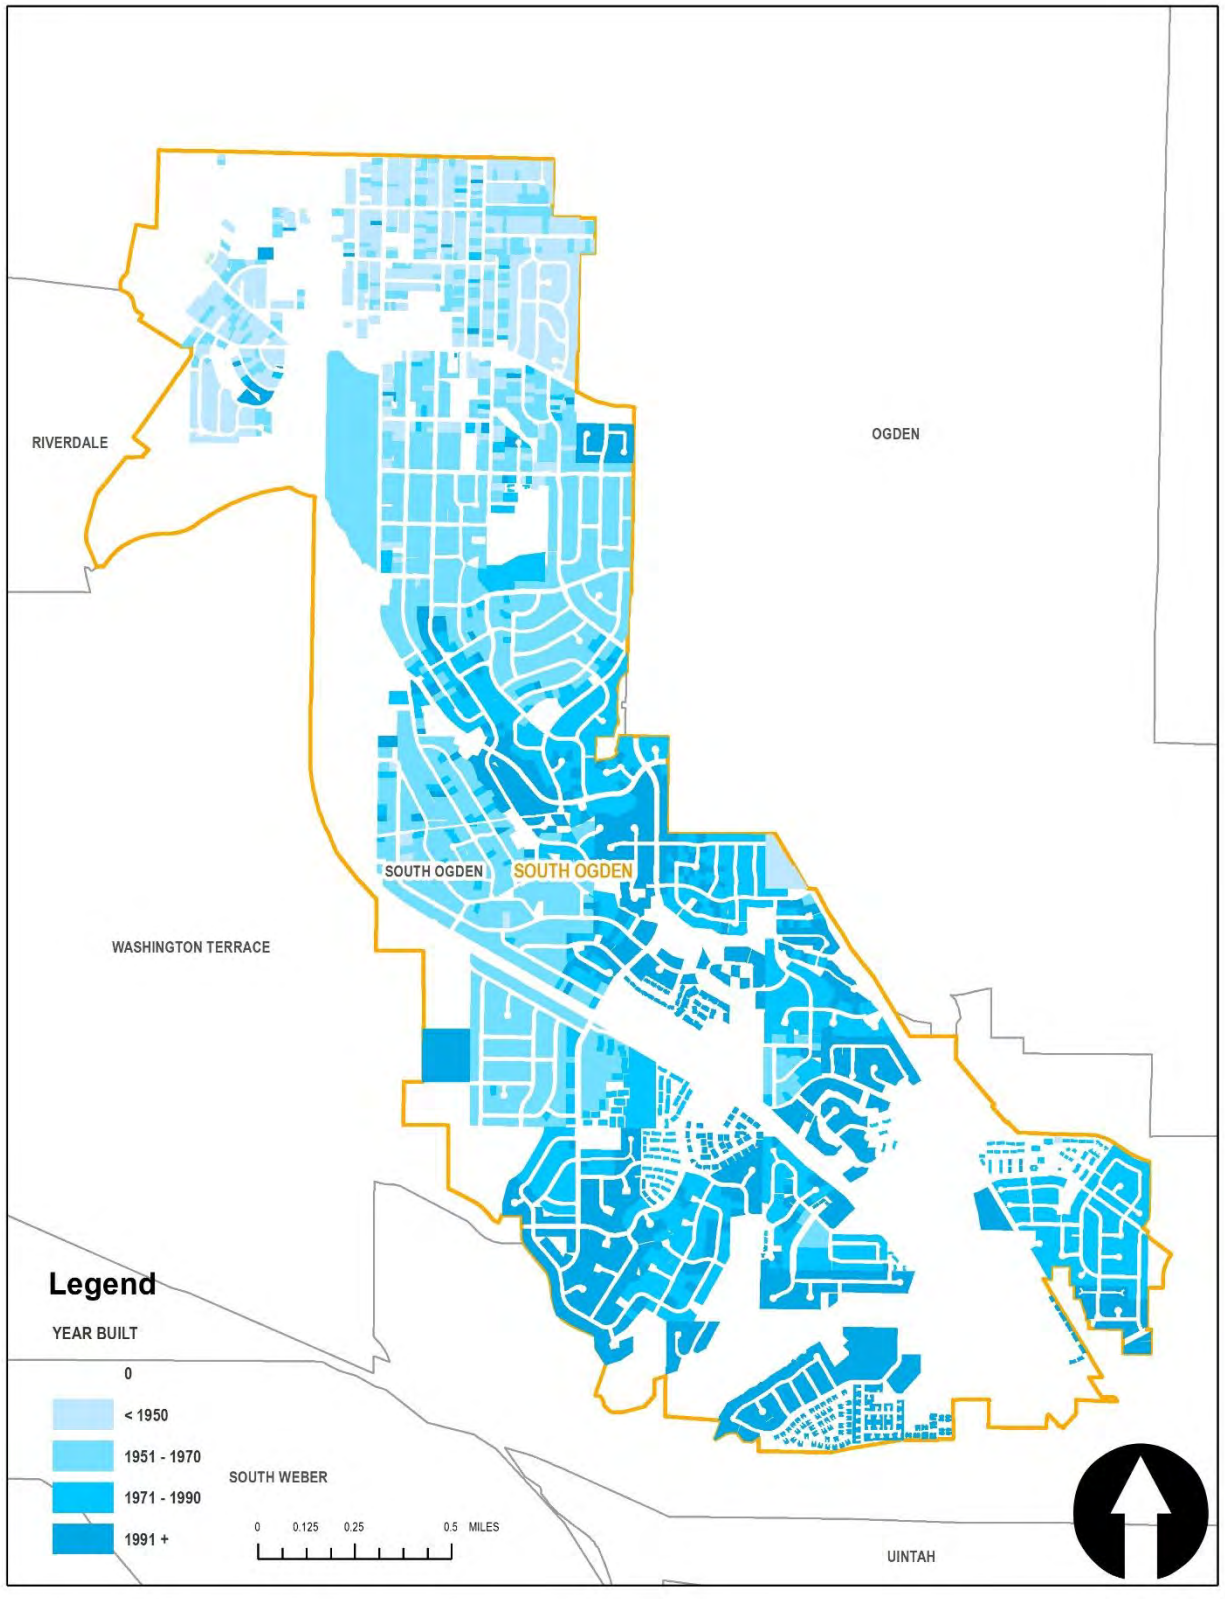 RIVERDALE
OGDEN
SOUTH OGDEN
SOUTH OGDEN
WASHINGTON TERRACE
Legend
YEAR BUILT
0
< 1950
1951 - 1970
1971 - 1990
1991 +
SOUTH WEBER
0 0.125 0.25 0.5 MILES
UINTAH